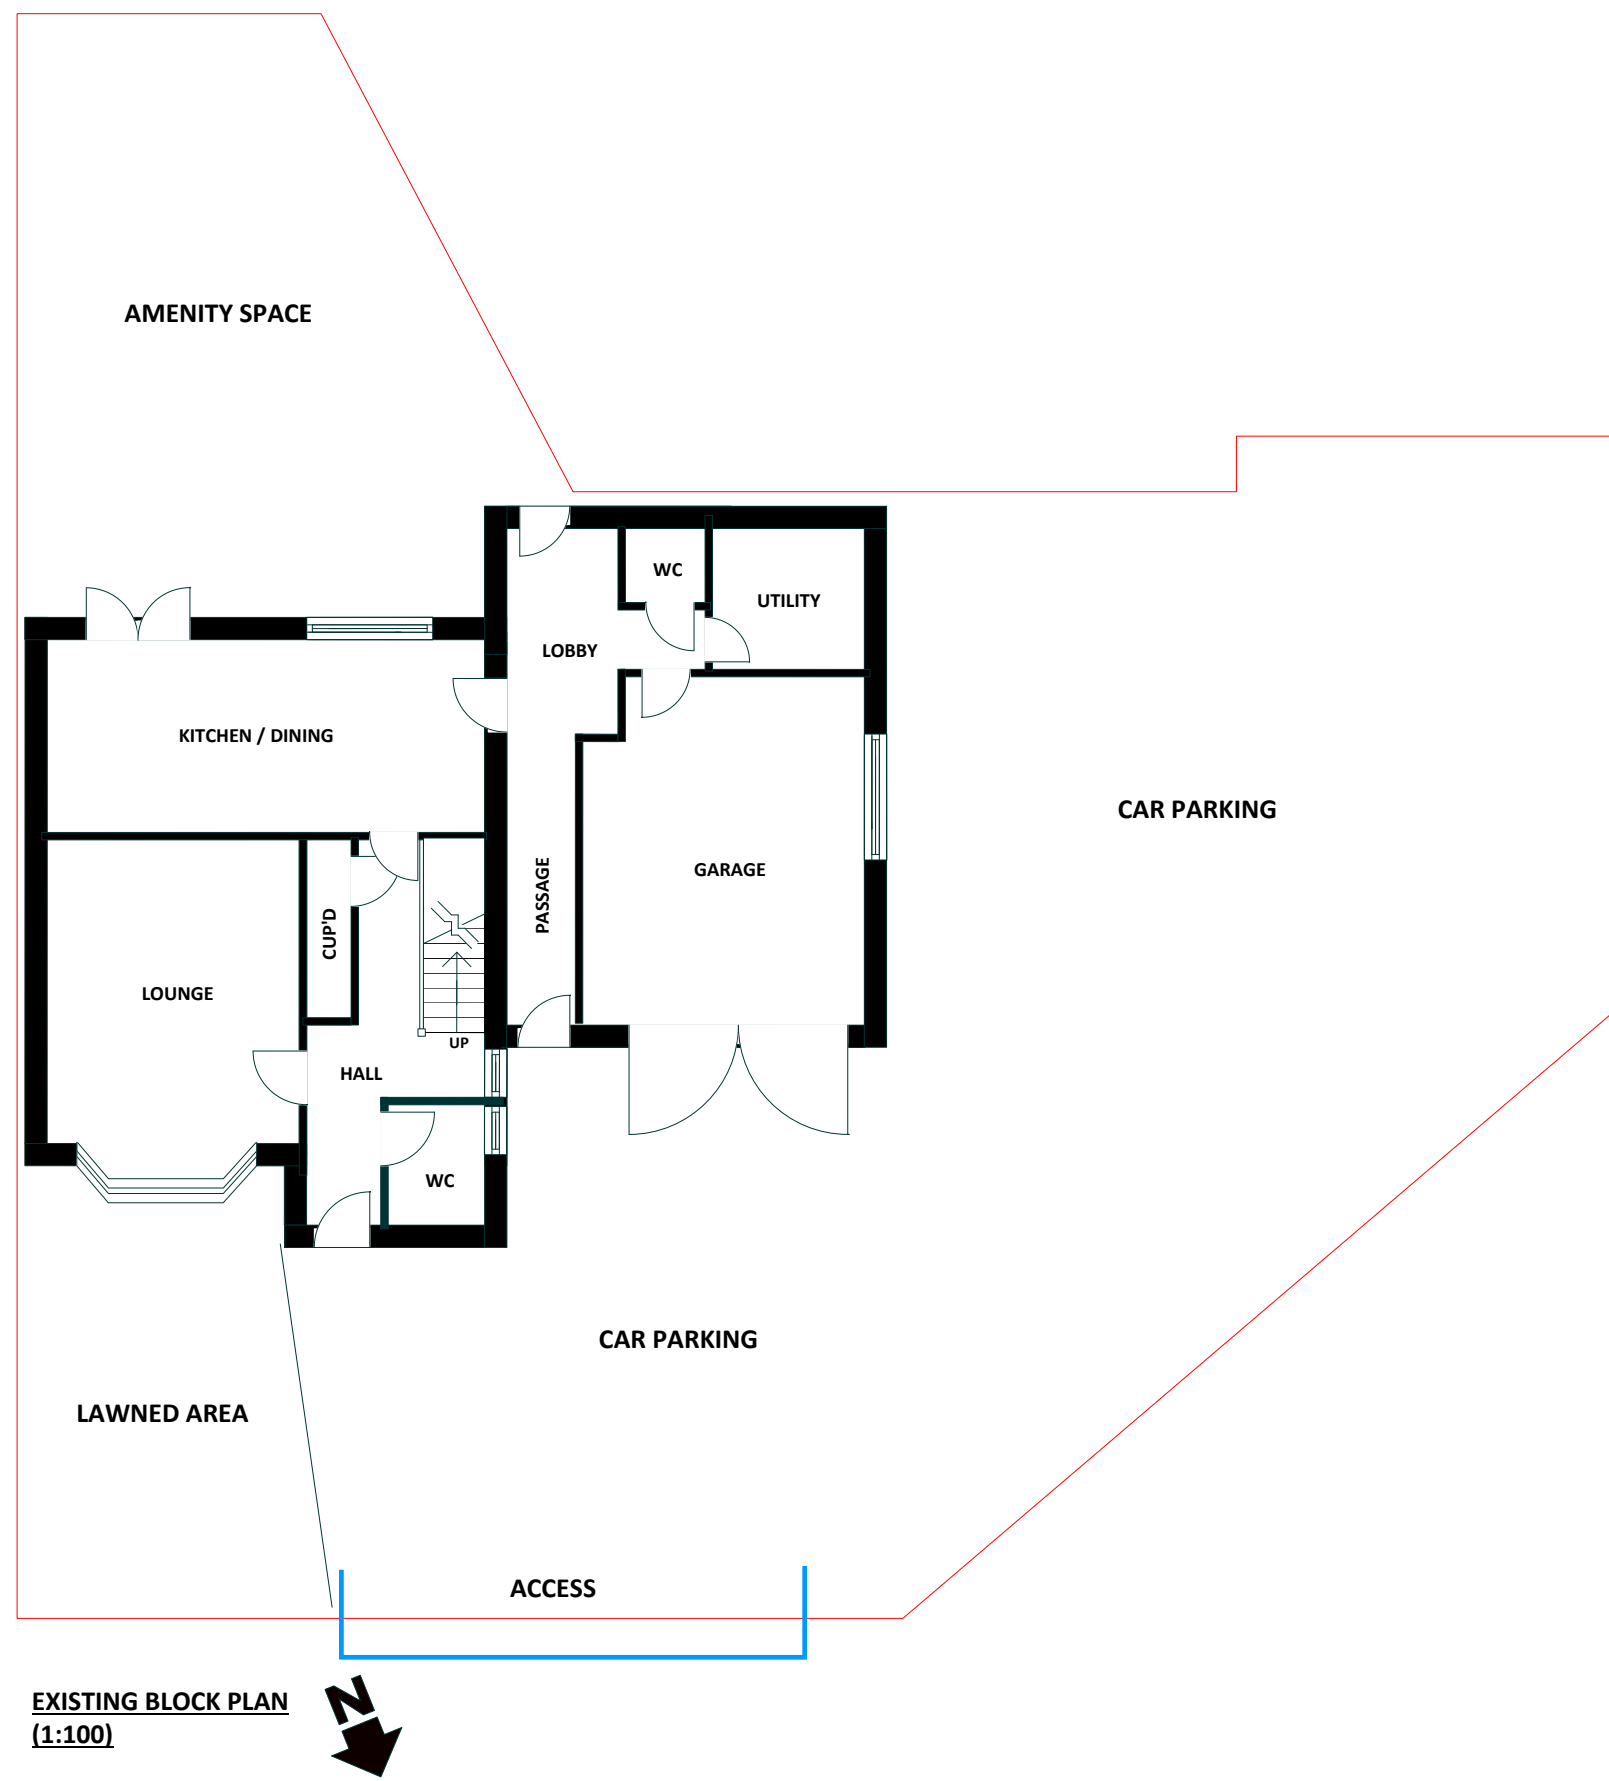 AMENITY SPACE
WC
UTILITY
LOBBY
KITCHEN / DINING
CAR PARKING
GARAGE
PASSAGE
CUP'D
LOUNGE
UP
HALL
WC
CAR PARKING
LAWNED AREA
ACCESS
EXISTING BLOCK PLAN
(1:100)
N